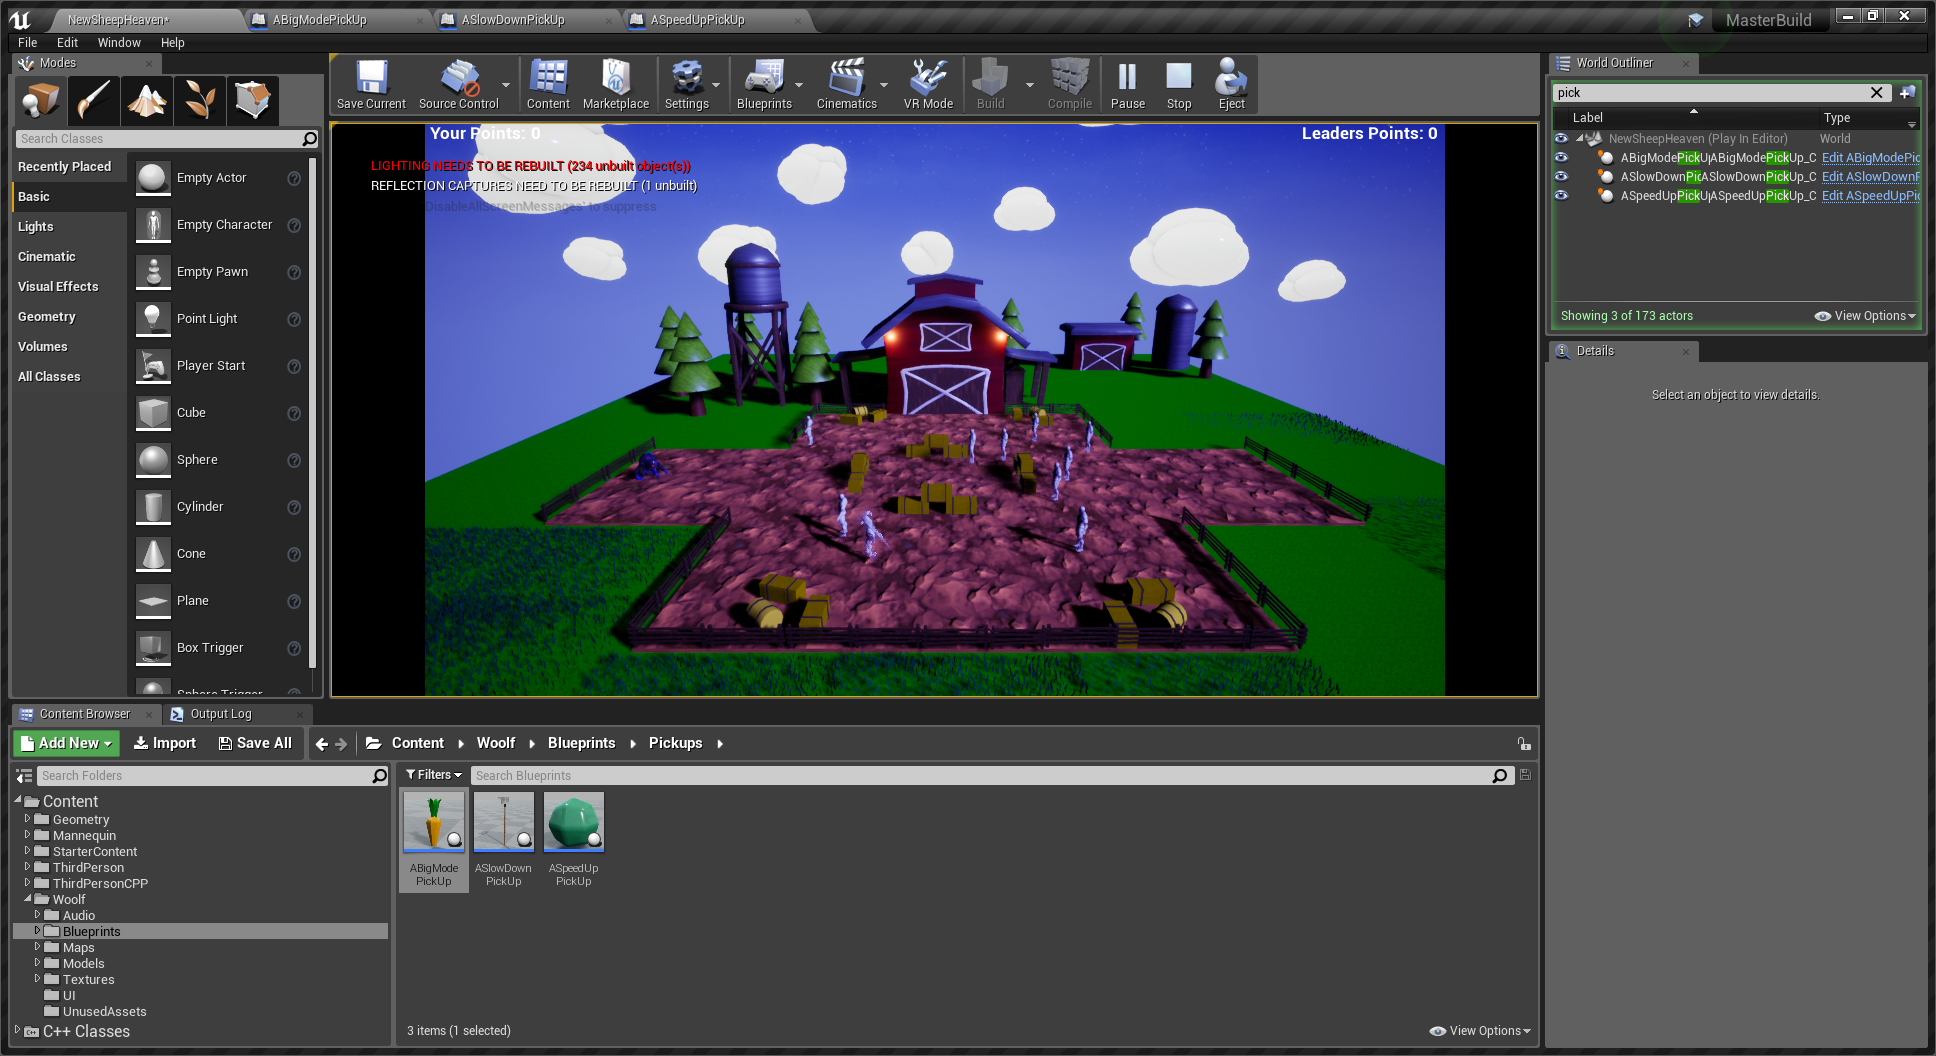 NewSheepHeaven*
ABigModePickUp
ASlowDownPickUp
ASpeedUpPickUp
MasterBuild
File Edit Window Help
Modes
Search Classes
Recently Placed
Basic
Lights
Cinematic
Visual Effects
Geometry
Volumes
All Classes
Empty Actor
Empty Character
Empty Pawn
Point Light
Player Start
Cube
Sphere
Cylinder
Cone
Plane
Box Trigger
Sphere Trigger
Save Current
Source Control
Content
Marketplace
Settings
Blueprints
Cinematics
VR Mode
Build
Compile
Pause
Stop
Eject
Your Points: 0
Leaders Points: 0
LIGHTING NEEDS TO BE REBUILT (234 unbuilt object(s))
REFLECTION CAPTURES NEED TO BE REBUILT (1 unbuilt)
DisableAllScreenMessages' to suppress
World Outliner
pick
Label Type
NewSheepHeaven (Play In Editor) World
ABigModePickUp ABigModePickUp_C Edit ABigModePic
ASlowDownPic ASlowDownPickUp_C Edit ASlowDownP
ASpeedUpPickUp ASpeedUpPickUp_C Edit ASpeedUpPic
Showing 3 of 173 actors
View Options
Details
Select an object to view details.
Content Browser
Output Log
Add New
Import
Save All
Content
Woolf
Blueprints
Pickups
Search Folders
Content
Geometry
Mannequin
StarterContent
ThirdPerson
ThirdPersonCPP
Woolf
Audio
Blueprints
Maps
Models
Textures
UI
UnusedAssets
C++ Classes
Filters
Search Blueprints
ABigMode
PickUp
ASlowDown
PickUp
ASpeedUp
PickUp
3 items (1 selected)
View Options